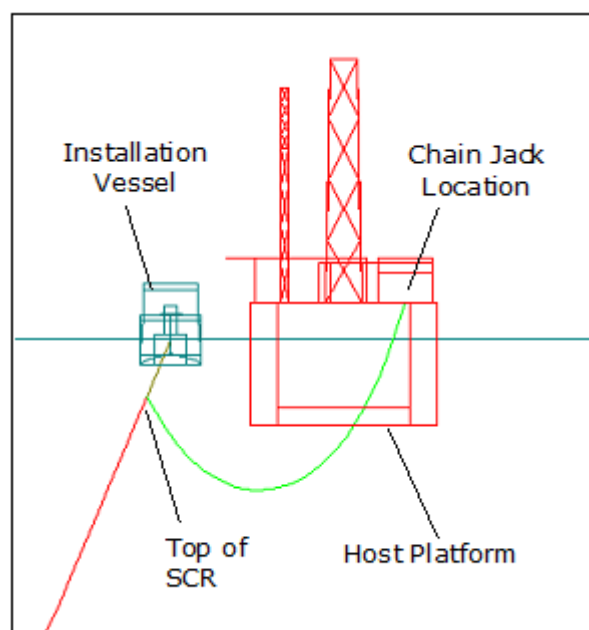 Installation
Vessel
Chain Jack
Location
Top of
SCR
Host Platform